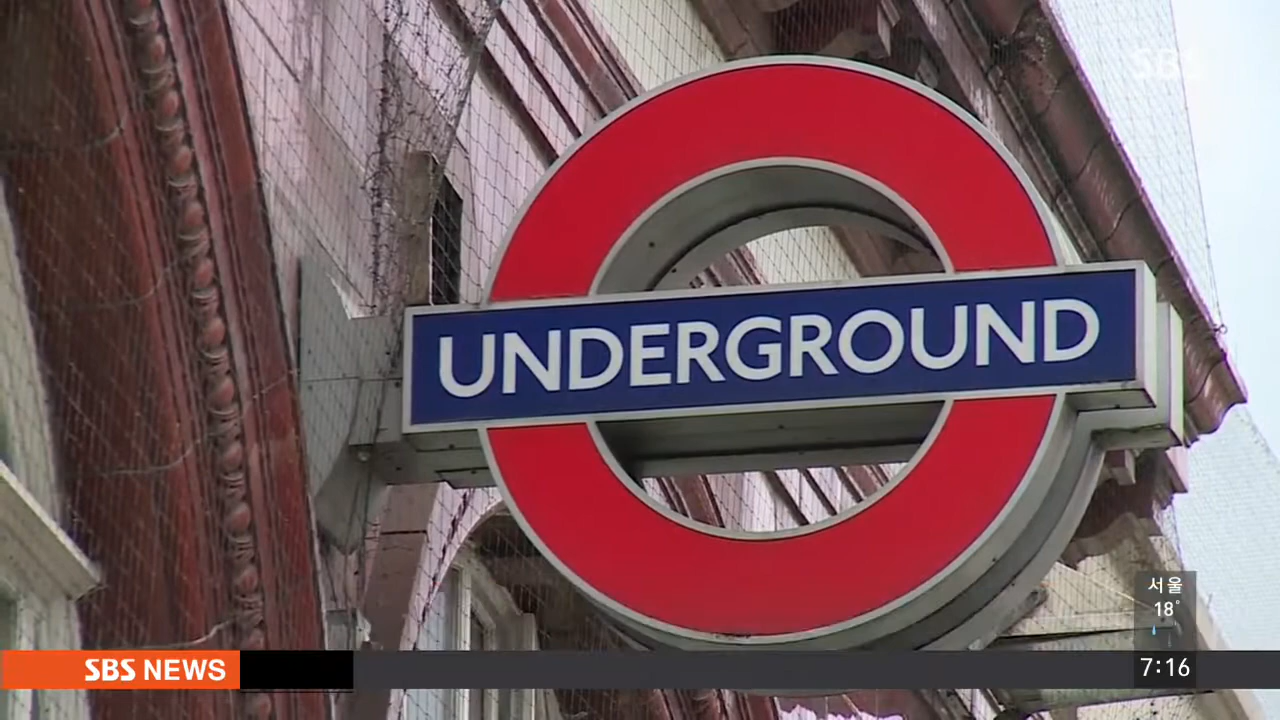 SBS
UNDERGROUND
서울
18°
SBS NEWS
7:16